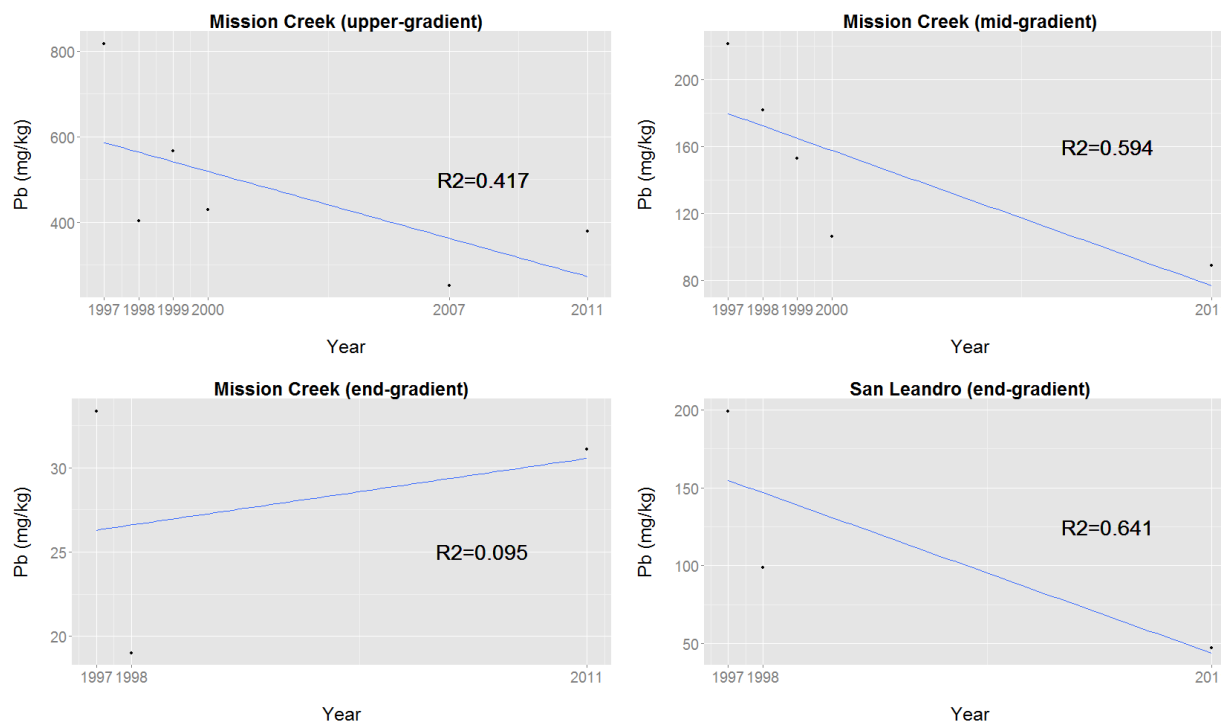 Mission Creek (upper-gradient)
800
600
400
Pb (mg/kg)
R2=0.417
1997 1998 1999 2000 2007 2011
Year
Mission Creek (mid-gradient)
200
160
120
80
Pb (mg/kg)
R2=0.594
1997 1998 1999 2000 201
Year
Mission Creek (end-gradient)
30
25
20
Pb (mg/kg)
R2=0.095
1997 1998 2011
Year
San Leandro (end-gradient)
200
150
100
50
Pb (mg/kg)
R2=0.641
1997 1998 201
Year